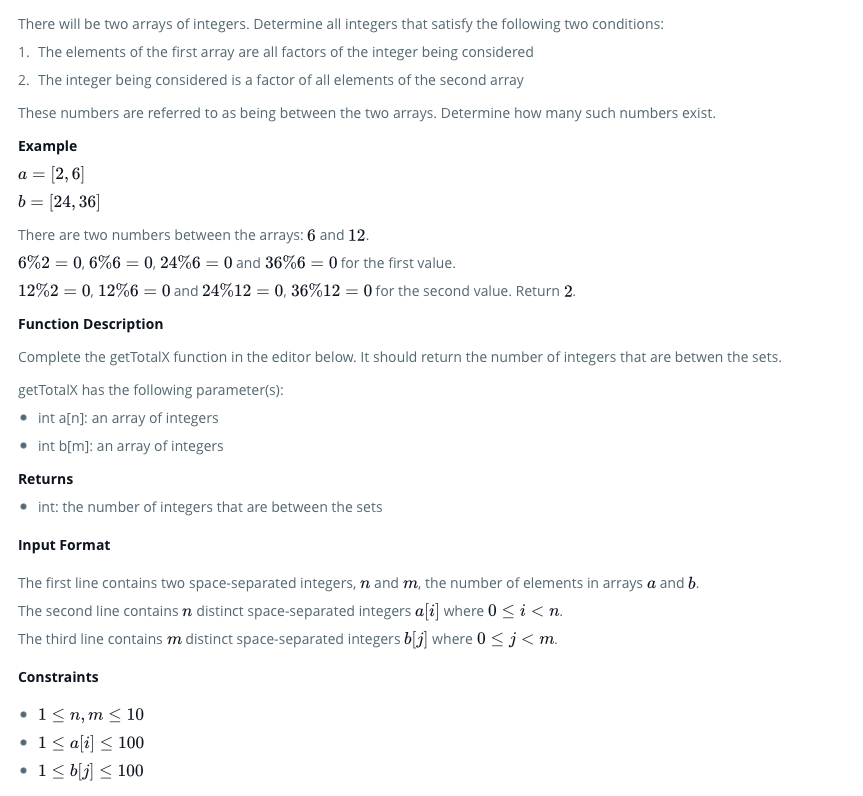 There will be two arrays of integers. Determine all integers that satisfy the following two conditions:
1. The elements of the first array are all factors of the integer being considered
2. The integer being considered is a factor of all elements of the second array
These numbers are referred to as being between the two arrays. Determine how many such numbers exist.
Example
a = [2, 6]
b = [24, 36]
There are two numbers between the arrays: 6 and 12.
6%2 = 0, 6%6 = 0, 24%6 = 0 and 36%6 = 0 for the first value.
12%2 = 0, 12%6 = 0 and 24%12 = 0, 36%12 = 0 for the second value. Return 2.
Function Description
Complete the getTotalX function in the editor below. It should return the number of integers that are betwen the sets.
getTotalX has the following parameter(s):
• int a[n]: an array of integers
• int b[m]: an array of integers
Returns
• int: the number of integers that are between the sets
Input Format
The first line contains two space-separated integers, n and m, the number of elements in arrays a and b.
The second line contains n distinct space-separated integers a[i] where 0 ≤ i < n.
The third line contains m distinct space-separated integers b[j] where 0 ≤ j < m.
Constraints
• 1 ≤ n, m ≤ 10
• 1 ≤ a[i] ≤ 100
• 1 ≤ b[j] ≤ 100